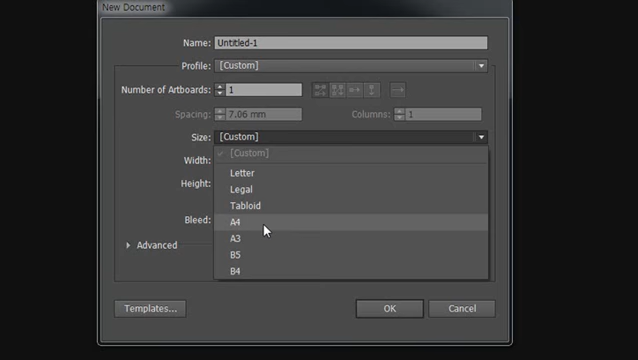 New Document
Name: Untitled-1
Profile: [Custom]
Number of Artboards: 1
Spacing: 7.06 mm Columns: 1
Size: [Custom]
[Custom]
Width:
Letter
Height:
Legal
Tabloid
Bleed:
A4
A3
Advanced
B5
B4
Templates... OK Cancel